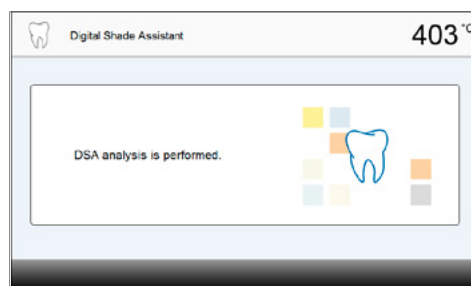 Digital Shade Assistant
403 °C
DSA analysis is performed.